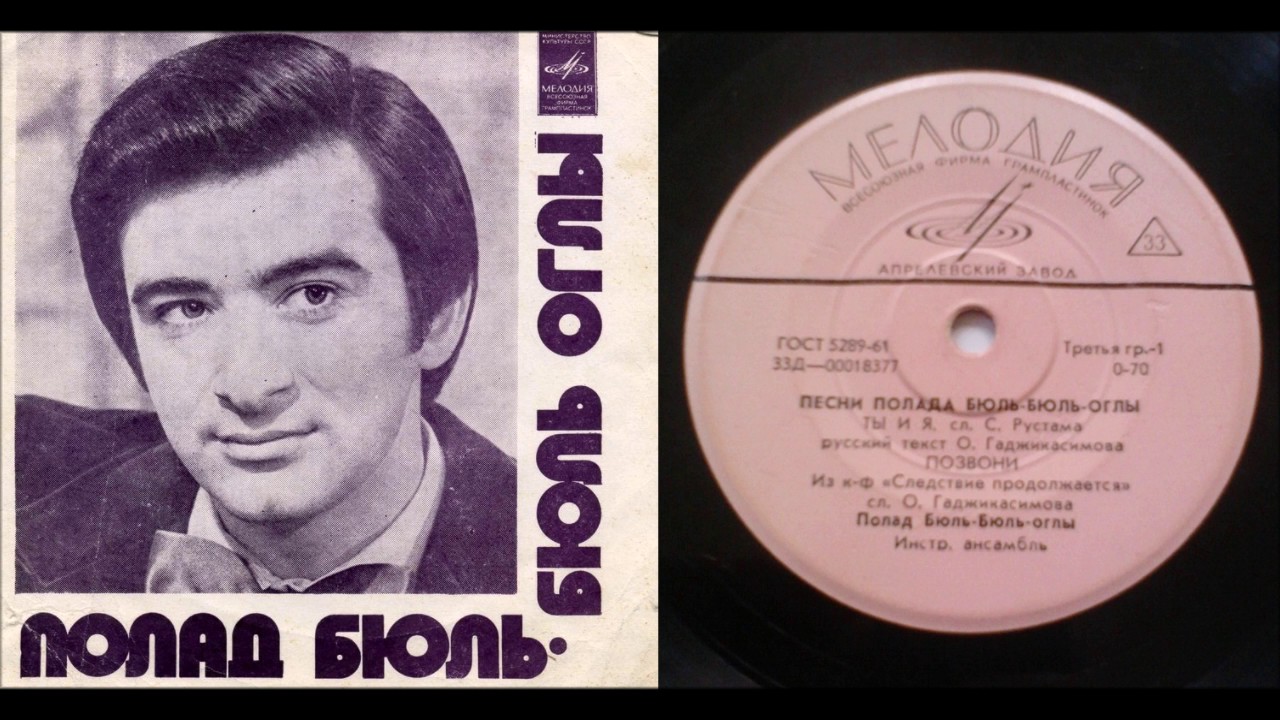 МИНИСТЕРСТВО
КУЛЬТУРЫ СССР
МЕЛОДИЯ
ВСЕСОЮЗНАЯ
ФИРМА
ГРАМПЛАСТИНОК
ПОЛАД БЮЛЬ-
БЮЛЬ ОГЛЫ
МЕЛОДИЯ
ВСЕСОЮЗНАЯ ФИРМА ГРАМПЛАСТИНОК
33
АПРЕЛЕВСКИЙ ЗАВОД
ГОСТ 5289-61
33Д—00018377
Третья гр.-1
0-70
ПЕСНИ ПОЛАДА БЮЛЬ-БЮЛЬ-ОГЛЫ
ТЫ И Я, сл. С. Рустама
русский текст О. Гаджикасимова
ПОЗВОНИ
Из к-ф «Следствие продолжается»
сл. О. Гаджикасимова
Полад Бюль-Бюль-оглы
Инстр. ансамбль